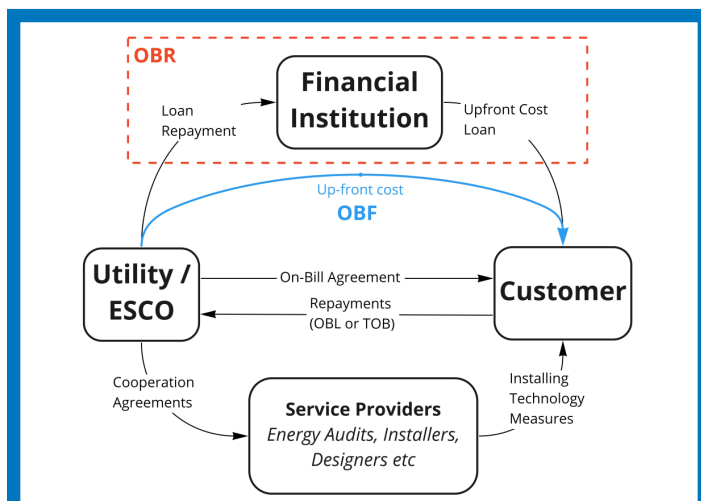 OBR
Financial
Institution
Loan
Repayment
Upfront Cost
Loan
Up-front cost
OBF
Utility /
ESCO
On-Bill Agreement
Customer
Repayments
(OBL or TOB)
Cooperation
Agreements
Installing
Technology
Measures
Service Providers
Energy Audits, Installers,
Designers etc